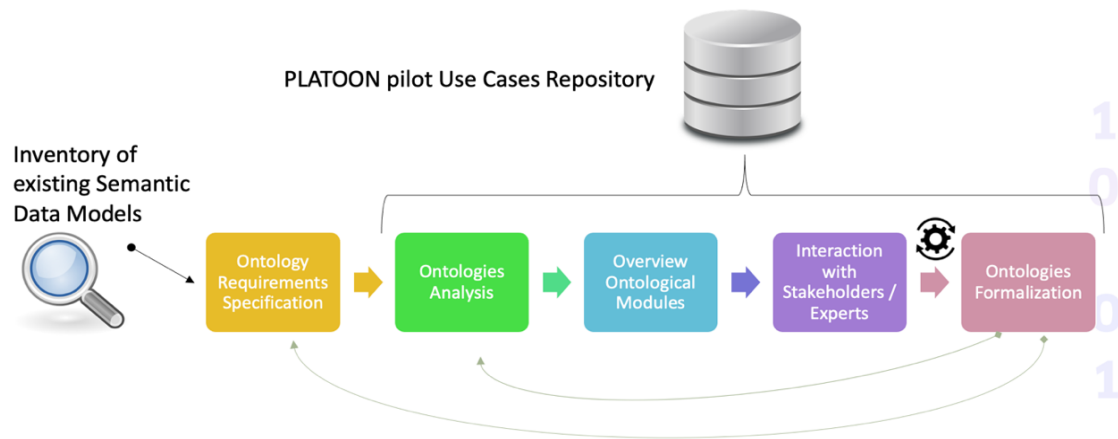 PLATOON pilot Use Cases Repository
Inventory of
existing Semantic
Data Models
Ontology
Requirements
Specification
Ontologies
Analysis
Overview
Ontological
Modules
Interaction
with
Stakeholders /
Experts
Ontologies
Formalization
1
0
0
1